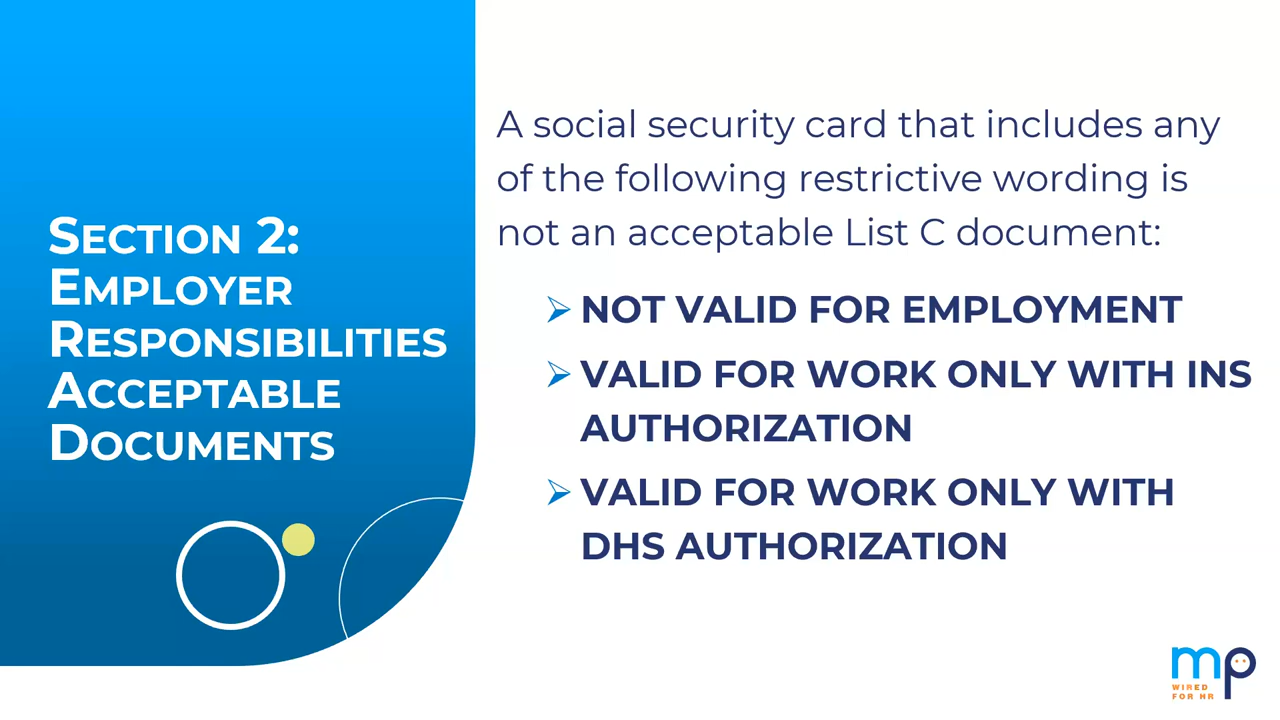 SECTION 2:
EMPLOYER
RESPONSIBILITIES
ACCEPTABLE
DOCUMENTS
A social security card that includes any
of the following restrictive wording is
not an acceptable List C document:
NOT VALID FOR EMPLOYMENT
VALID FOR WORK ONLY WITH INS
AUTHORIZATION
VALID FOR WORK ONLY WITH
DHS AUTHORIZATION
mp
WIRED
FOR HR